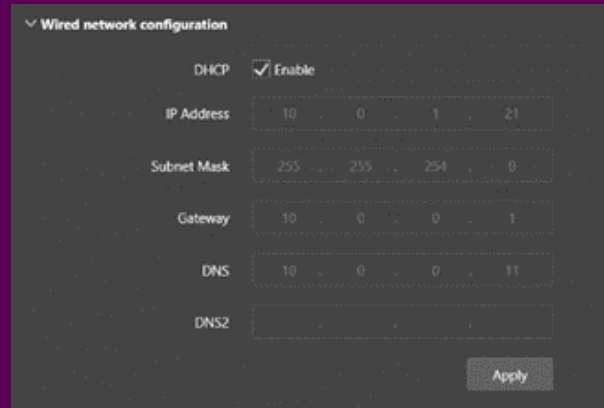 Wired network configuration
DHCP Enable
IP Address 10 . 0 . 1 . 21
Subnet Mask 255 . 255 . 254 . 0
Gateway 10 . 0 . 0 . 1
DNS 10 . 0 . 0 . 11
DNS2 . . .
Apply